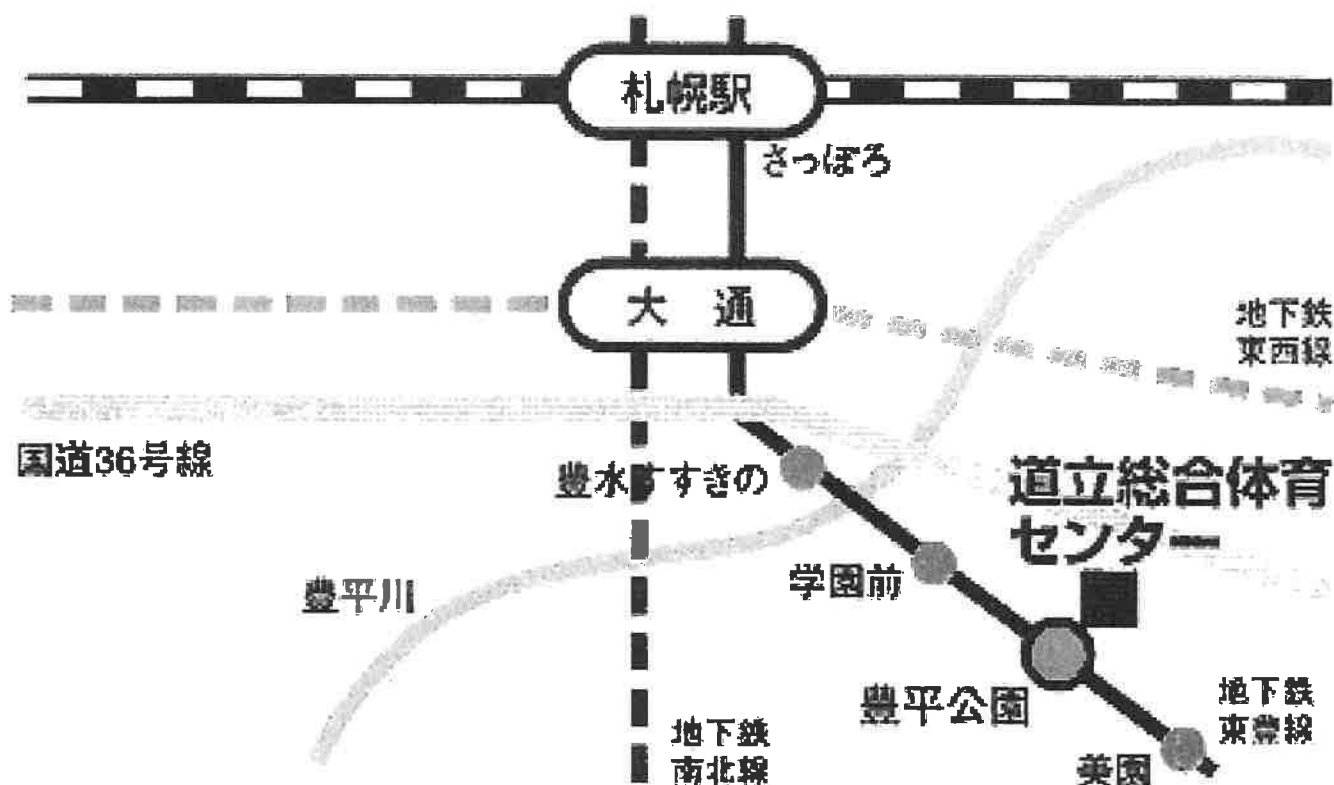 札幌駅
さっぽろ
大 通
地下鉄
東西線
国道36号線
豊水すすきの
道立総合体育
センター
学園前
豊平川
豊平公園
地下鉄
東豊線
地下鉄
南北線
美園